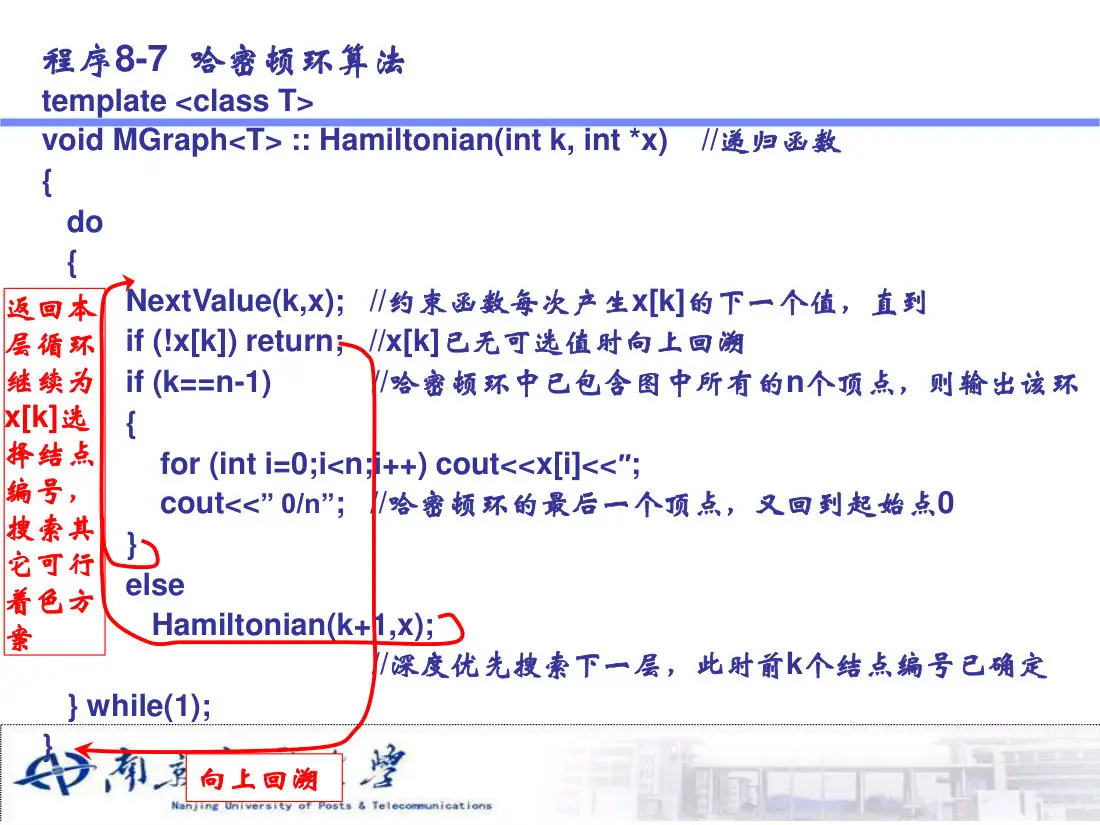 程序8-7 哈密顿环算法
template <class T>
void MGraph<T> :: Hamiltonian(int k, int *x) //递归函数
{
do
{
NextValue(k,x); //约束函数每次产生x[k]的下一个值，直到
if (!x[k]) return; //x[k]已无可选值时向上回溯
if (k==n-1) //哈密顿环中已包含图中所有的n个顶点，则输出该环
{
for (int i=0;i<n;i++) cout<<x[i]<<″;
cout<<” 0/n”; //哈密顿环的最后一个顶点，又回到起始点0
}
else
Hamiltonian(k+1,x);
//深度优先搜索下一层，此时前k个结点编号已确定
} while(1);
}
返回本
层循环
继续为
x[k]选
择结点
编号，
搜索其
它可行
着色方
案
向上回溯
南京 大学
Nanjing University of Posts & Telecommunications